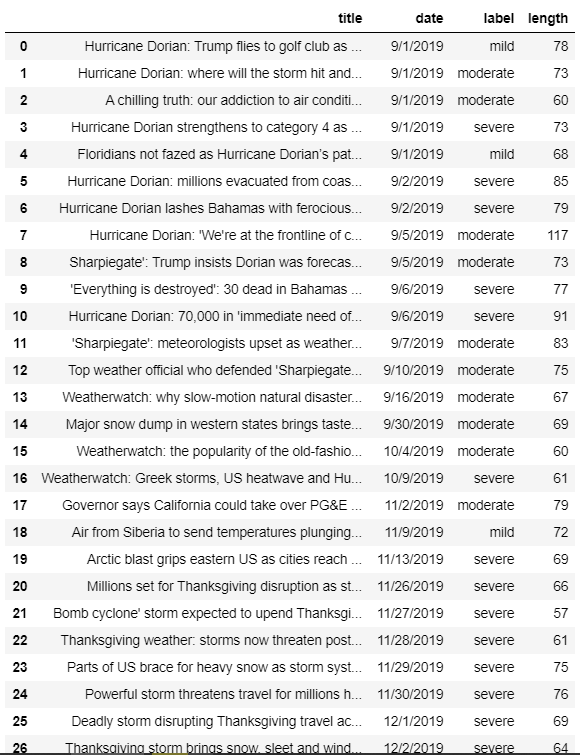 title date label length
0 Hurricane Dorian: Trump flies to golf club as ... 9/1/2019 mild 78
1 Hurricane Dorian: where will the storm hit and... 9/1/2019 moderate 73
2 A chilling truth: our addiction to air conditi... 9/1/2019 moderate 60
3 Hurricane Dorian strengthens to category 4 as ... 9/1/2019 severe 73
4 Floridians not fazed as Hurricane Dorian's pat... 9/1/2019 mild 68
5 Hurricane Dorian: millions evacuated from coas... 9/2/2019 severe 85
6 Hurricane Dorian lashes Bahamas with ferocious... 9/2/2019 severe 79
7 Hurricane Dorian: 'We're at the frontline of c... 9/5/2019 moderate 117
8 Sharpiegate': Trump insists Dorian was forecas... 9/5/2019 moderate 73
9 'Everything is destroyed': 30 dead in Bahamas ... 9/6/2019 severe 77
10 Hurricane Dorian: 70,000 in 'immediate need of... 9/6/2019 severe 91
11 'Sharpiegate': meteorologists upset as weather... 9/7/2019 moderate 83
12 Top weather official who defended 'Sharpiegate... 9/10/2019 moderate 75
13 Weatherwatch: why slow-motion natural disaster... 9/16/2019 moderate 67
14 Major snow dump in western states brings taste... 9/30/2019 moderate 69
15 Weatherwatch: the popularity of the old-fashio... 10/4/2019 moderate 60
16 Weatherwatch: Greek storms, US heatwave and Hu... 10/9/2019 severe 61
17 Governor says California could take over PG&E ... 11/2/2019 moderate 79
18 Air from Siberia to send temperatures plunging... 11/9/2019 mild 72
19 Arctic blast grips eastern US as cities reach ... 11/13/2019 severe 69
20 Millions set for Thanksgiving disruption as st... 11/26/2019 severe 66
21 Bomb cyclone' storm expected to upend Thanksgi... 11/27/2019 severe 57
22 Thanksgiving weather: storms now threaten post... 11/28/2019 severe 61
23 Parts of US brace for heavy snow as storm syst... 11/29/2019 severe 75
24 Powerful storm threatens travel for millions h... 11/30/2019 severe 76
25 Deadly storm disrupting Thanksgiving travel ac... 12/1/2019 severe 69
26 Thanksgiving storm brings snow, sleet and wind... 12/2/2019 severe 64